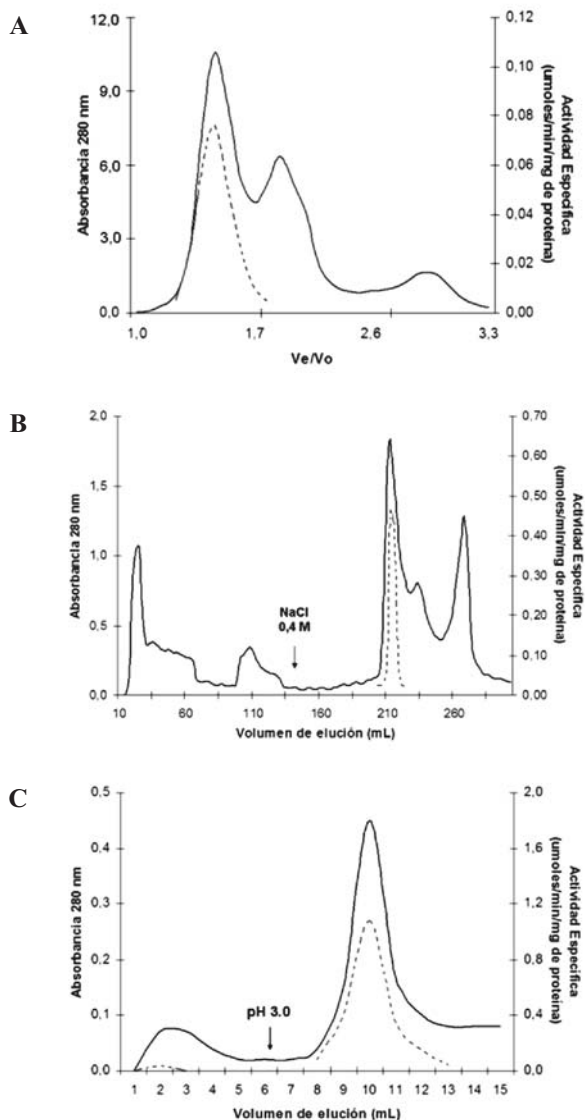 A
Absorbancia 280 nm
12,0
9,0
6,0
3,0
0,0
0,12
0,10
0,08
0,06
0,04
0,02
0,00
Actividad Específica
(umoles/min/mg de proteina)
1,0 1,7 2,6 3,3
Ve/Vo
B
Absorbancia 280 nm
2,0
1,5
1,0
0,5
0,0
NaCl
0,4 M
0,70
0,60
0,50
0,40
0,30
0,20
0,10
0,00
Actividad Específica
(umoles/min/mg de proteina)
10 60 110 160 210 260
Volumen de elución (mL)
C
Absorbancia 280 nm
0,5
0,4
0,3
0,2
0,1
0,0
pH 3.0
2,0
1,6
1,2
0,8
0,4
0,0
Actividad Específica
(umoles/min/mg de proteina)
1 2 3 4 5 6 7 8 9 10 11 12 13 14 15
Volumen de elución (mL)